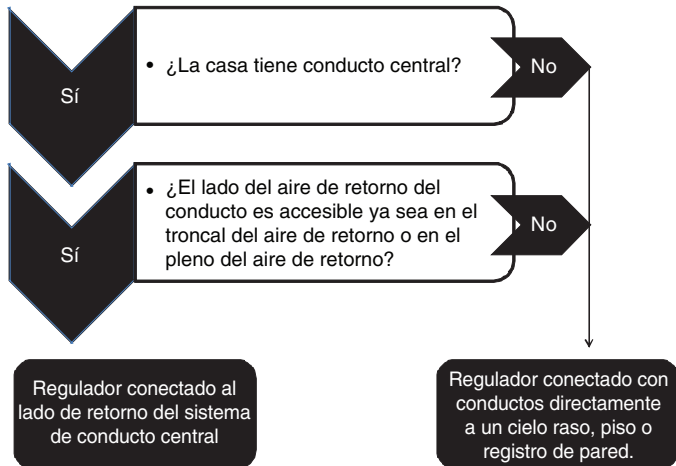 • ¿La casa tiene conducto central?
No
Sí
• ¿El lado del aire de retorno del
conducto es accesible ya sea en el
troncal del aire de retorno o en el
pleno del aire de retorno?
No
Sí
Regulador conectado al
lado de retorno del sistema
de conducto central
Regulador conectado con
conductos directamente
a un cielo raso, piso o
registro de pared.